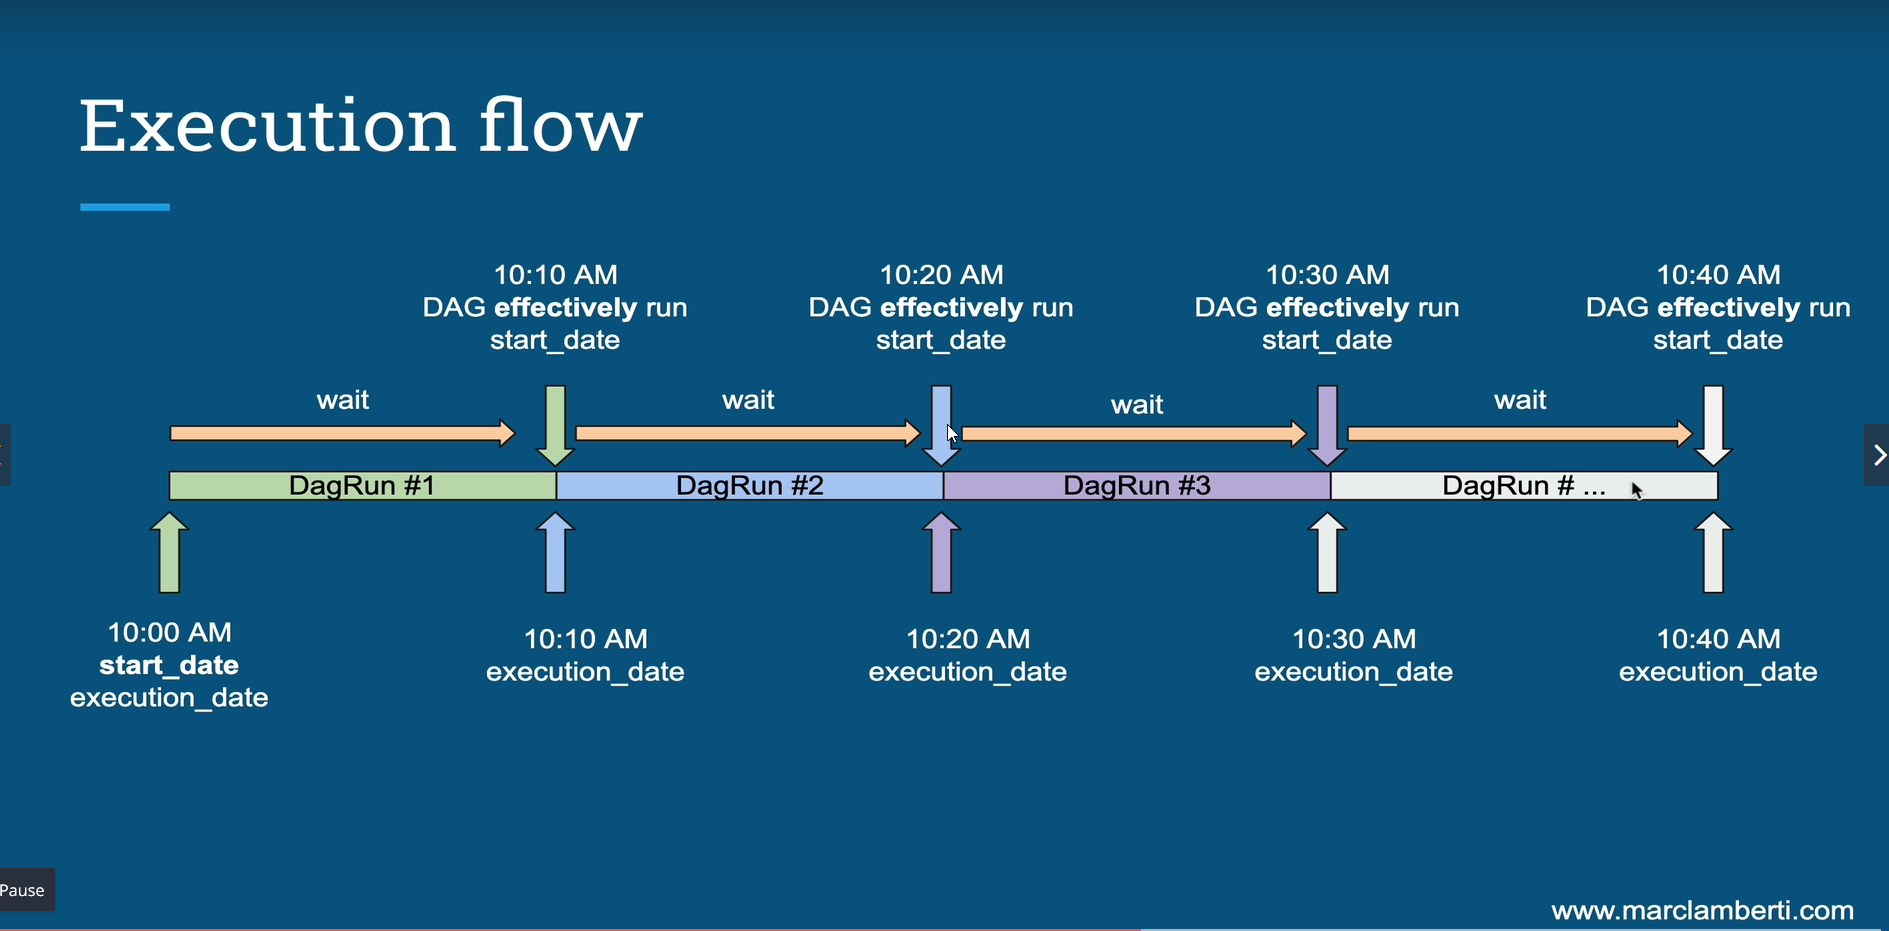 Execution flow
10:10 AM
DAG effectively run
start_date
10:20 AM
DAG effectively run
start_date
10:30 AM
DAG effectively run
start_date
10:40 AM
DAG effectively run
start_date
wait
wait
wait
wait
DagRun #1
DagRun #2
DagRun #3
DagRun # ...
10:00 AM
start_date
execution_date
10:10 AM
execution_date
10:20 AM
execution_date
10:30 AM
execution_date
10:40 AM
execution_date
Pause
www.marclamberti.com